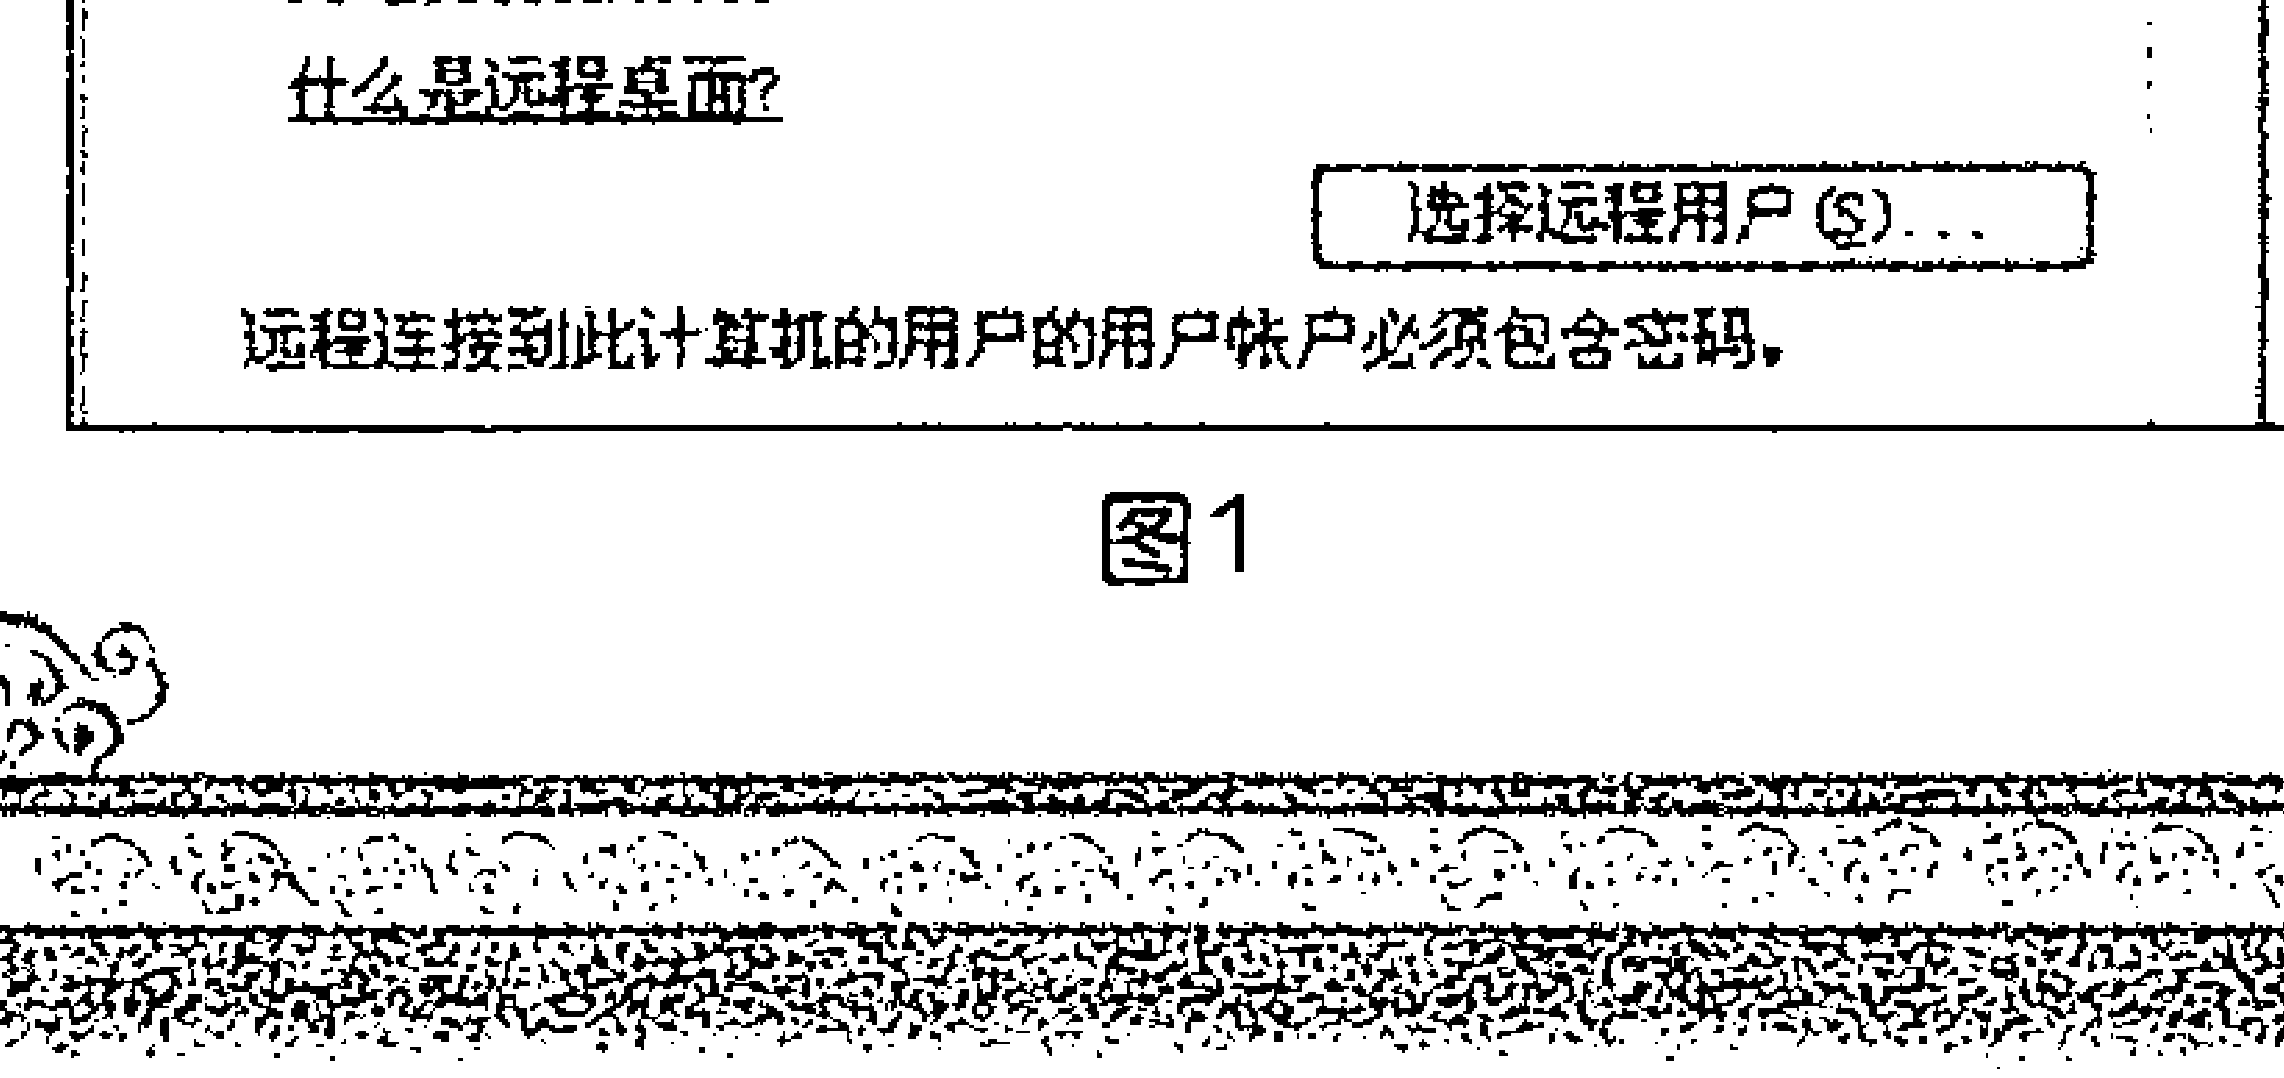 什么是远程桌面?
选择远程用户(S)...
远程连接到此计算机的用户的用户帐户必须包含密码。
图1